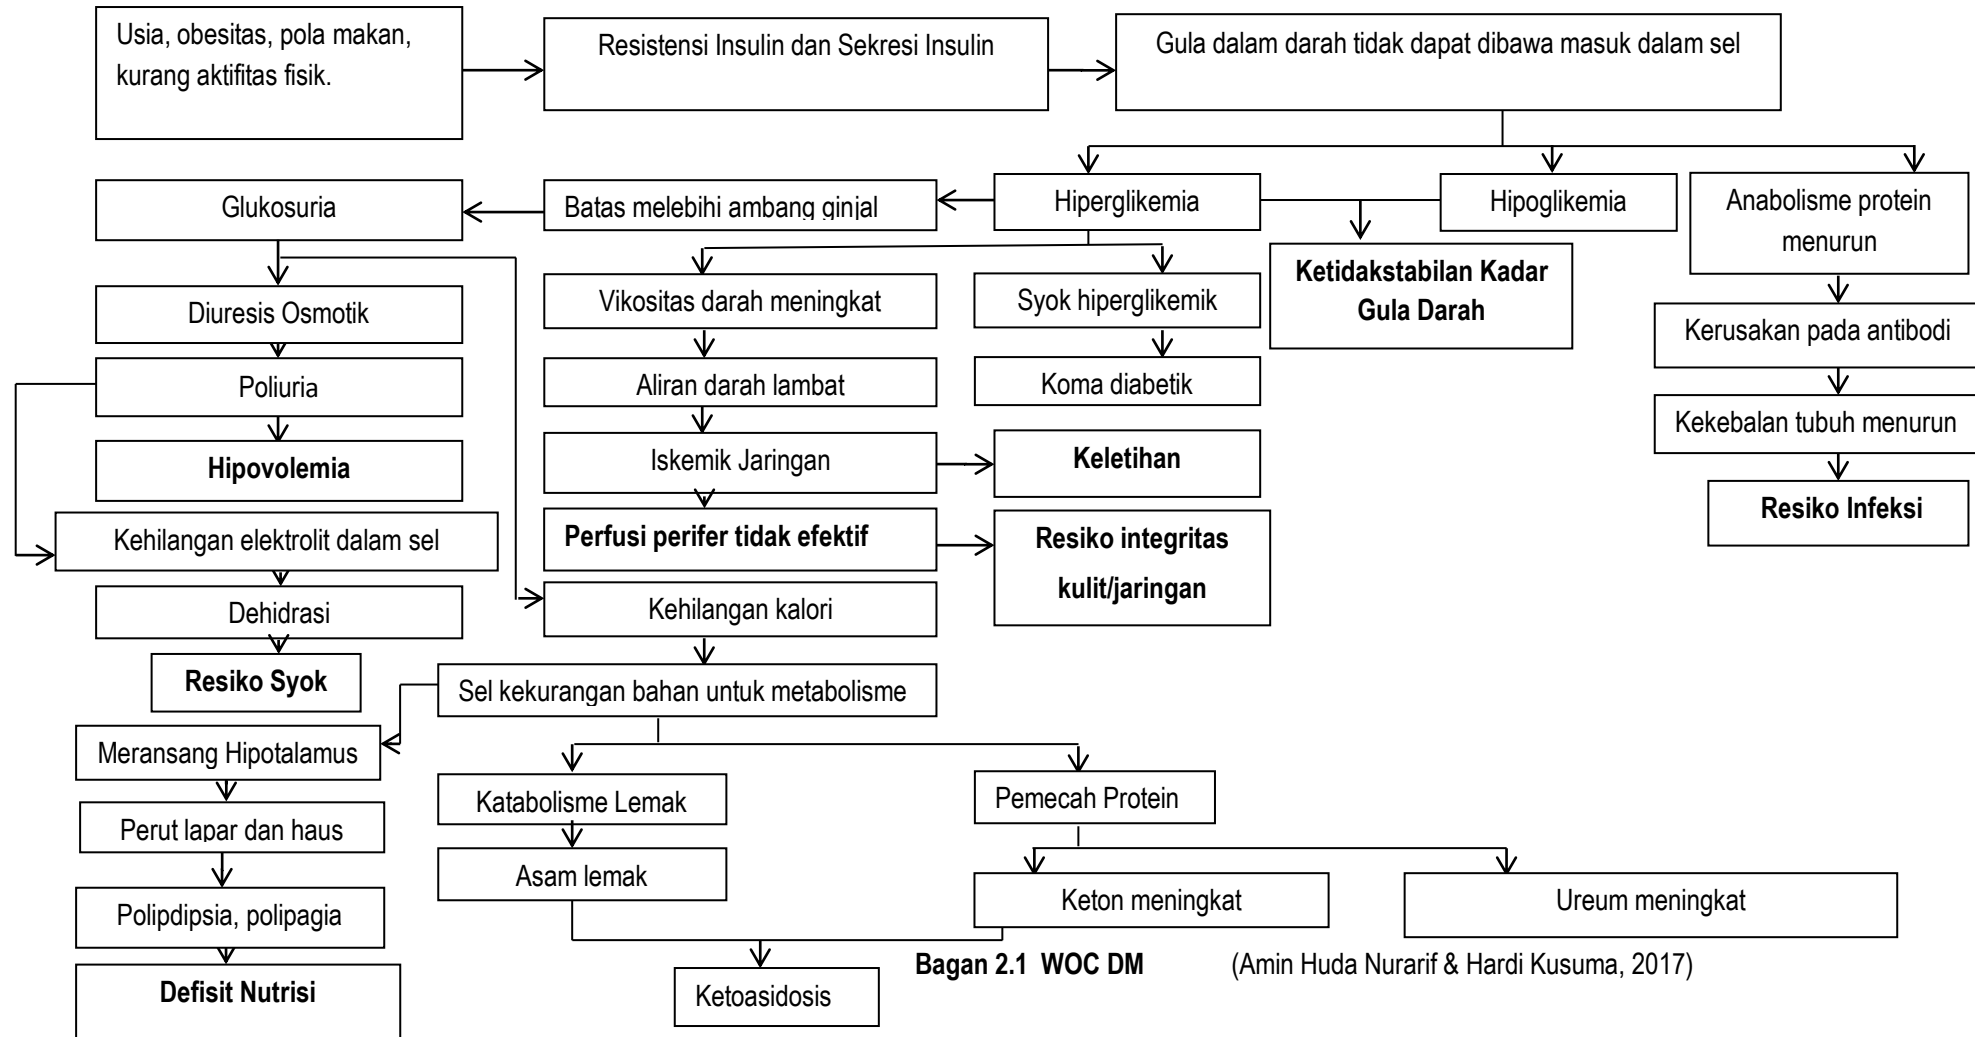 Usia, obesitas, pola makan,
kurang aktifitas fisik.
Resistensi Insulin dan Sekresi Insulin
Gula dalam darah tidak dapat dibawa masuk dalam sel
Glukosuria
Batas melebihi ambang ginjal
Hiperglikemia
Hipoglikemia
Anabolisme protein
menurun
Ketidakstabilan Kadar
Gula Darah
Diuresis Osmotik
Vikositas darah meningkat
Syok hiperglikemik
Kerusakan pada antibodi
Poliuria
Aliran darah lambat
Koma diabetik
Kekebalan tubuh menurun
Hipovolemia
Iskemik Jaringan
Keletihan
Resiko Infeksi
Kehilangan elektrolit dalam sel
Perfusi perifer tidak efektif
Resiko integritas
kulit/jaringan
Dehidrasi
Kehilangan kalori
Resiko Syok
Sel kekurangan bahan untuk metabolisme
Meransang Hipotalamus
Katabolisme Lemak
Pemecah Protein
Perut lapar dan haus
Asam lemak
Keton meningkat
Ureum meningkat
Polipdipsia, polipagia
Bagan 2.1 WOC DM (Amin Huda Nurarif & Hardi Kusuma, 2017)
Defisit Nutrisi
Ketoasidosis